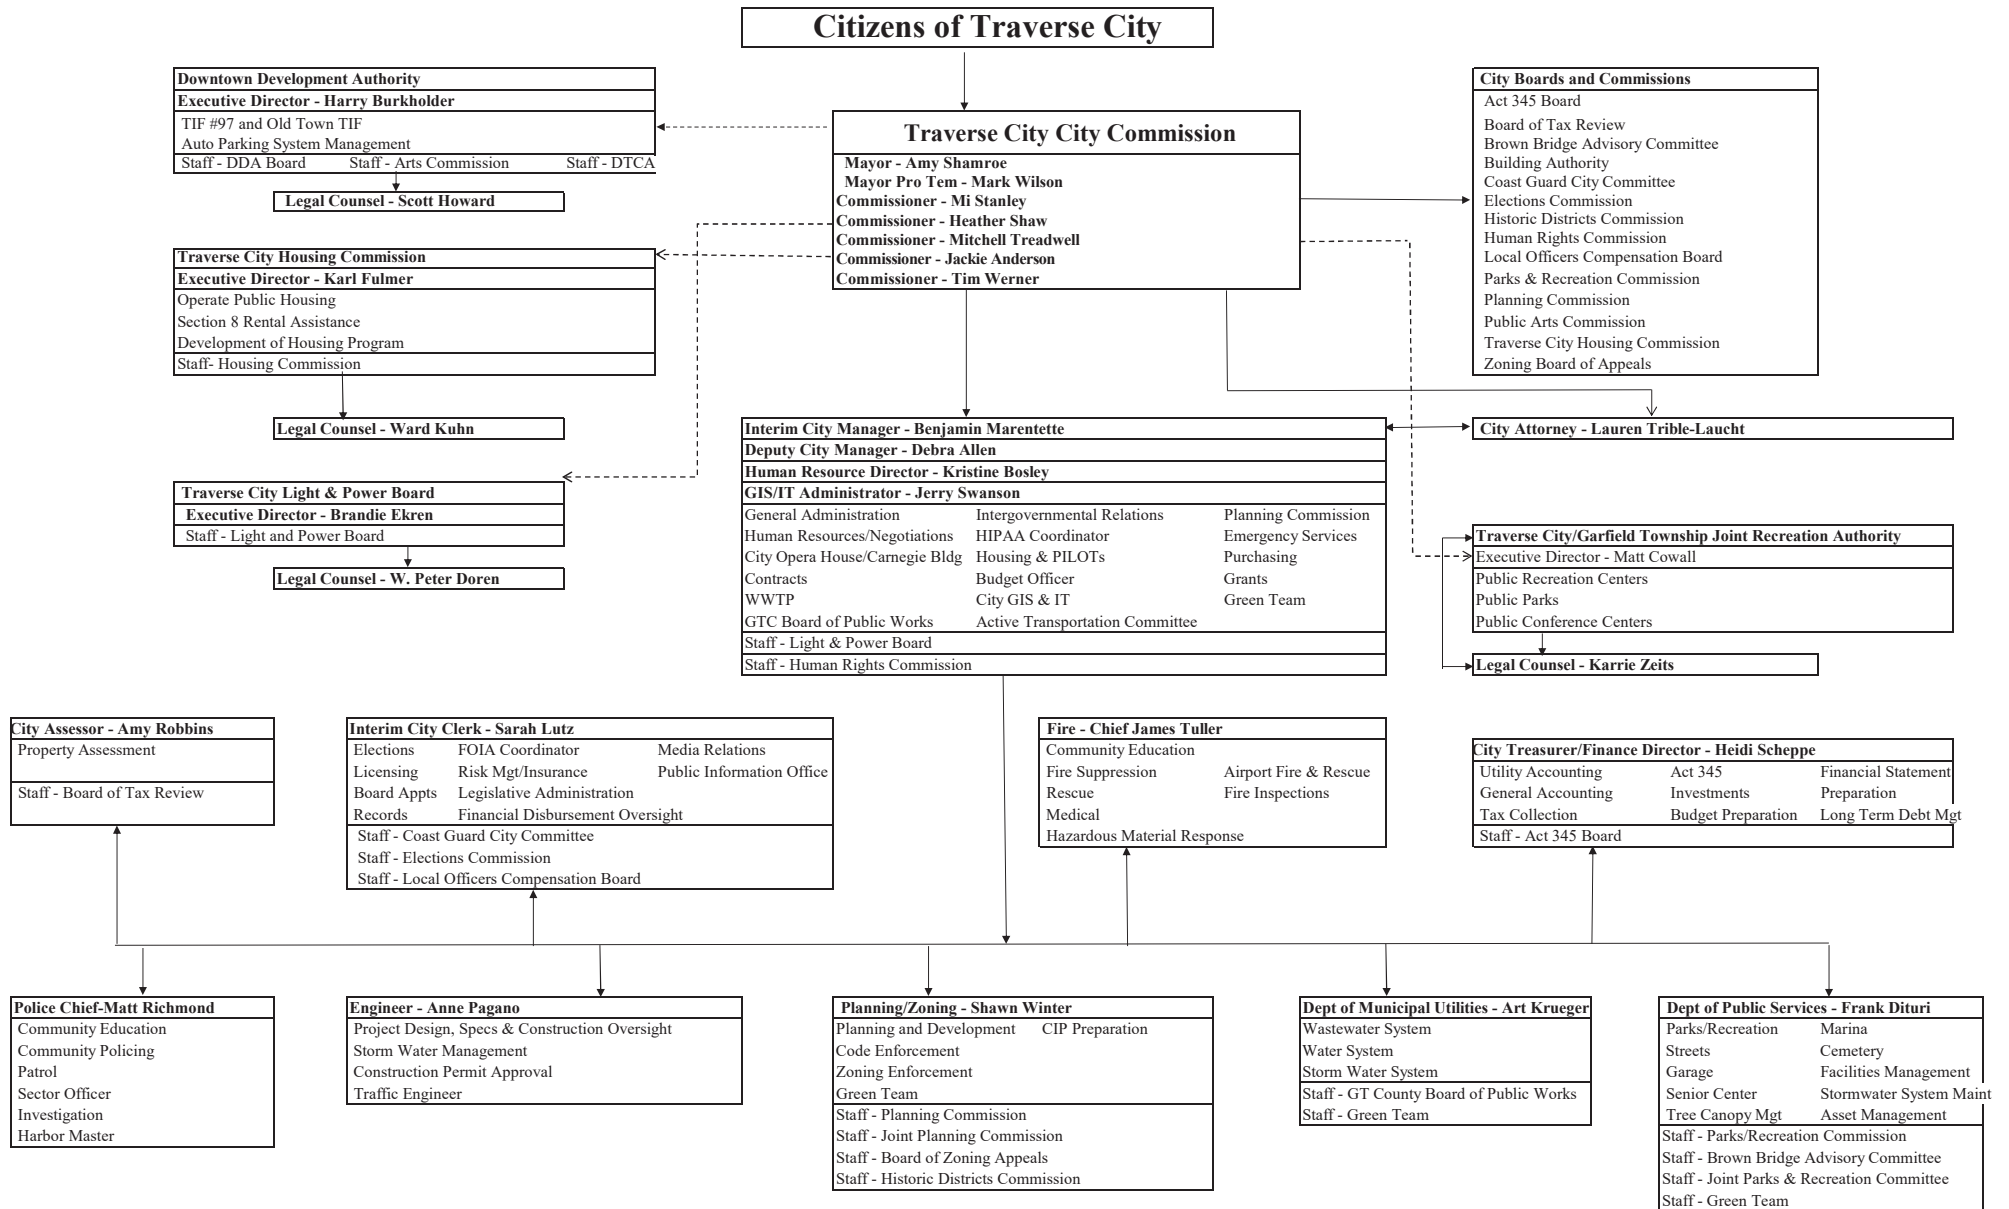 Citizens of Traverse City
Downtown Development Authority
Executive Director - Harry Burkholder
TIF #97 and Old Town TIF
Auto Parking System Management
Staff - DDA Board Staff - Arts Commission Staff - DTCA
Legal Counsel - Scott Howard
Traverse City City Commission
Mayor - Amy Shamroe
Mayor Pro Tem - Mark Wilson
Commissioner - Mi Stanley
Commissioner - Heather Shaw
Commissioner - Mitchell Treadwell
Commissioner - Jackie Anderson
Commissioner - Tim Werner
City Boards and Commissions
Act 345 Board
Board of Tax Review
Brown Bridge Advisory Committee
Building Authority
Coast Guard City Committee
Elections Commission
Historic Districts Commission
Human Rights Commission
Local Officers Compensation Board
Parks & Recreation Commission
Planning Commission
Public Arts Commission
Traverse City Housing Commission
Zoning Board of Appeals
Traverse City Housing Commission
Executive Director - Karl Fulmer
Operate Public Housing
Section 8 Rental Assistance
Development of Housing Program
Staff- Housing Commission
Legal Counsel - Ward Kuhn
Traverse City Light & Power Board
Executive Director - Brandie Ekren
Staff - Light and Power Board
Legal Counsel - W. Peter Doren
Interim City Manager - Benjamin Marentette
Deputy City Manager - Debra Allen
Human Resource Director - Kristine Bosley
GIS/IT Administrator - Jerry Swanson
General Administration Intergovernmental Relations Planning Commission
Human Resources/Negotiations HIPAA Coordinator Emergency Services
City Opera House/Carnegie Bldg Housing & PILOTs Purchasing
Contracts Budget Officer Grants
WWTP City GIS & IT Green Team
GTC Board of Public Works Active Transportation Committee
Staff - Light & Power Board
Staff - Human Rights Commission
City Attorney - Lauren Trible-Laucht
Traverse City/Garfield Township Joint Recreation Authority
Executive Director - Matt Cowall
Public Recreation Centers
Public Parks
Public Conference Centers
Legal Counsel - Karrie Zeits
City Assessor - Amy Robbins
Property Assessment
Staff - Board of Tax Review
Interim City Clerk - Sarah Lutz
Elections FOIA Coordinator Media Relations
Licensing Risk Mgt/Insurance Public Information Office
Board Appts Legislative Administration
Records Financial Disbursement Oversight
Staff - Coast Guard City Committee
Staff - Elections Commission
Staff - Local Officers Compensation Board
Fire - Chief James Tuller
Community Education
Fire Suppression Airport Fire & Rescue
Rescue Fire Inspections
Medical
Hazardous Material Response
City Treasurer/Finance Director - Heidi Scheppe
Utility Accounting Act 345 Financial Statement
General Accounting Investments Preparation
Tax Collection Budget Preparation Long Term Debt Mgt
Staff - Act 345 Board
Police Chief-Matt Richmond
Community Education
Community Policing
Patrol
Sector Officer
Investigation
Harbor Master
Engineer - Anne Pagano
Project Design, Specs & Construction Oversight
Storm Water Management
Construction Permit Approval
Traffic Engineer
Planning/Zoning - Shawn Winter
Planning and Development CIP Preparation
Code Enforcement
Zoning Enforcement
Green Team
Staff - Planning Commission
Staff - Joint Planning Commission
Staff - Board of Zoning Appeals
Staff - Historic Districts Commission
Dept of Municipal Utilities - Art Krueger
Wastewater System
Water System
Storm Water System
Staff - GT County Board of Public Works
Staff - Green Team
Dept of Public Services - Frank Dituri
Parks/Recreation Marina
Streets Cemetery
Garage Facilities Management
Senior Center Stormwater System Maint
Tree Canopy Mgt Asset Management
Staff - Parks/Recreation Commission
Staff - Brown Bridge Advisory Committee
Staff - Joint Parks & Recreation Committee
Staff - Green Team